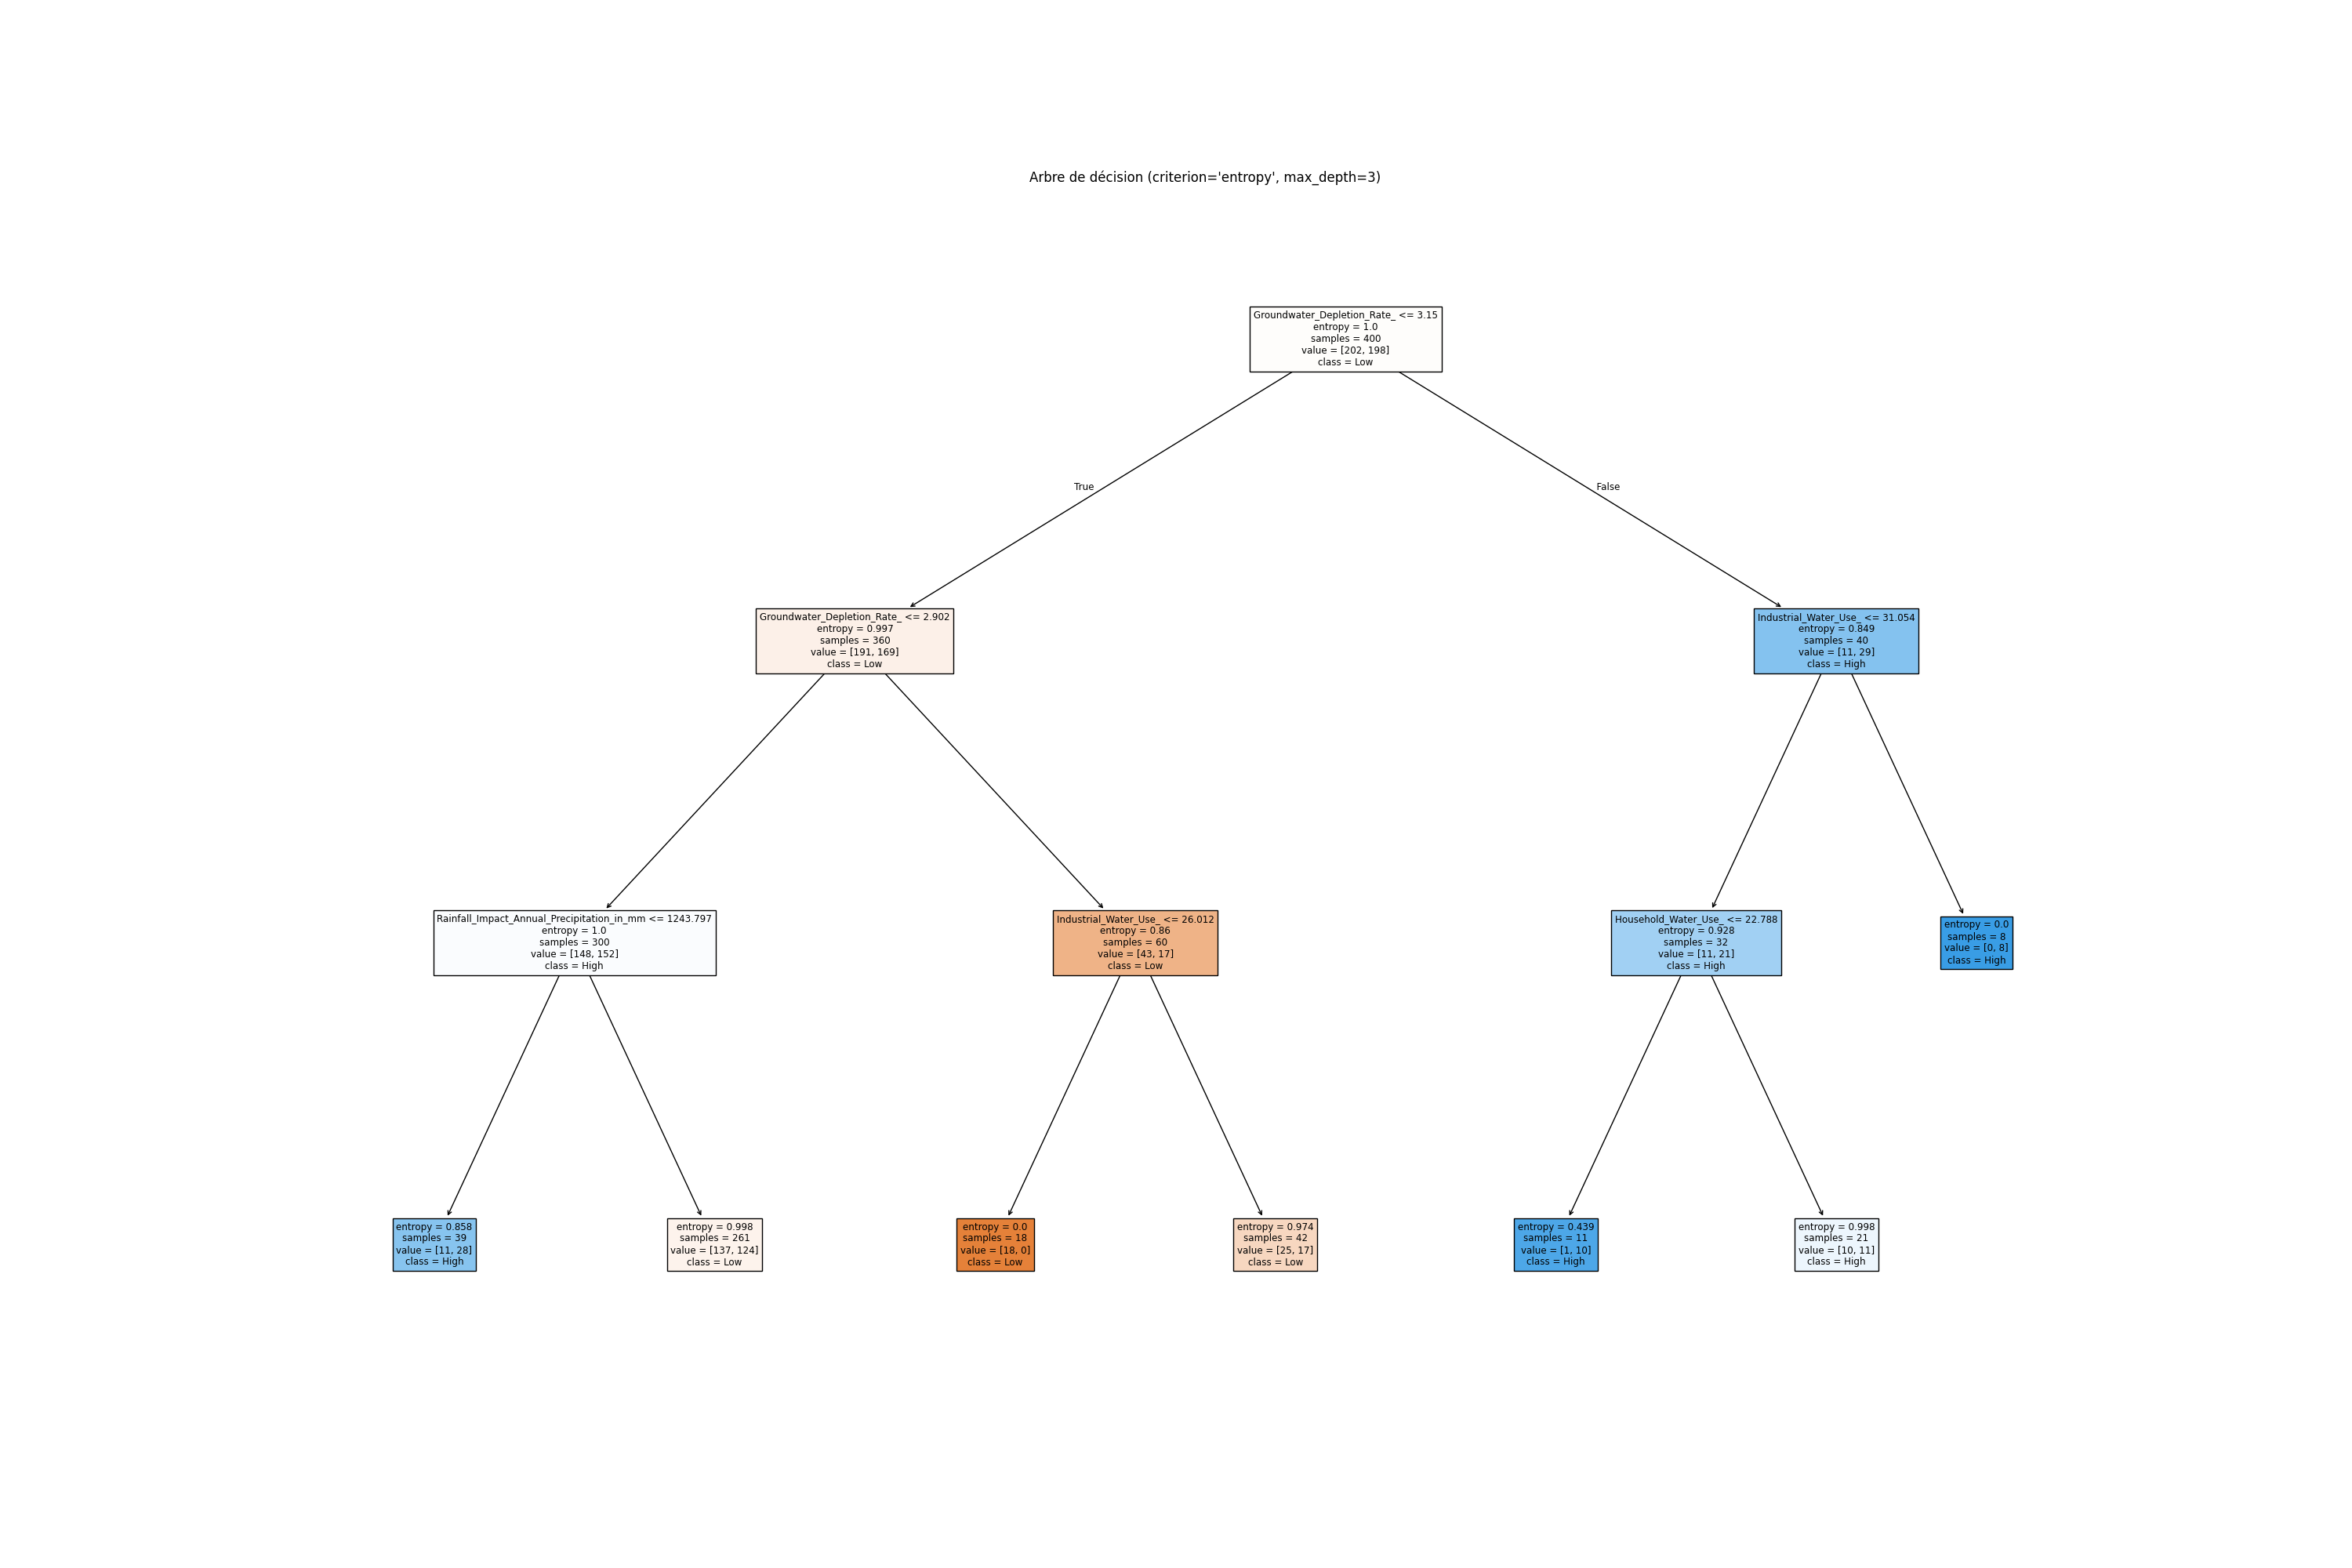 Arbre de décision (criterion='entropy', max_depth=3)
Groundwater_Depletion_Rate_ <= 3.15
entropy = 1.0
samples = 400
value = [202, 198]
class = Low
True
False
Groundwater_Depletion_Rate_ <= 2.902
entropy = 0.997
samples = 360
value = [191, 169]
class = Low
Industrial_Water_Use_ <= 31.054
entropy = 0.849
samples = 40
value = [11, 29]
class = High
Rainfall_Impact_Annual_Precipitation_in_mm <= 1243.797
entropy = 1.0
samples = 300
value = [148, 152]
class = High
Industrial_Water_Use_ <= 26.012
entropy = 0.86
samples = 60
value = [43, 17]
class = Low
Household_Water_Use_ <= 22.788
entropy = 0.928
samples = 32
value = [11, 21]
class = High
entropy = 0.0
samples = 8
value = [0, 8]
class = High
entropy = 0.858
samples = 39
value = [11, 28]
class = High
entropy = 0.998
samples = 261
value = [137, 124]
class = Low
entropy = 0.0
samples = 18
value = [18, 0]
class = Low
entropy = 0.974
samples = 42
value = [25, 17]
class = Low
entropy = 0.439
samples = 11
value = [1, 10]
class = High
entropy = 0.998
samples = 21
value = [10, 11]
class = High